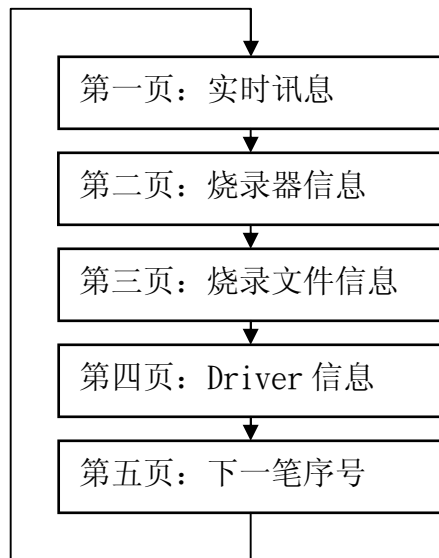 第一页：实时讯息
第二页：烧录器信息
第三页：烧录文件信息
第四页：Driver 信息
第五页：下一笔序号